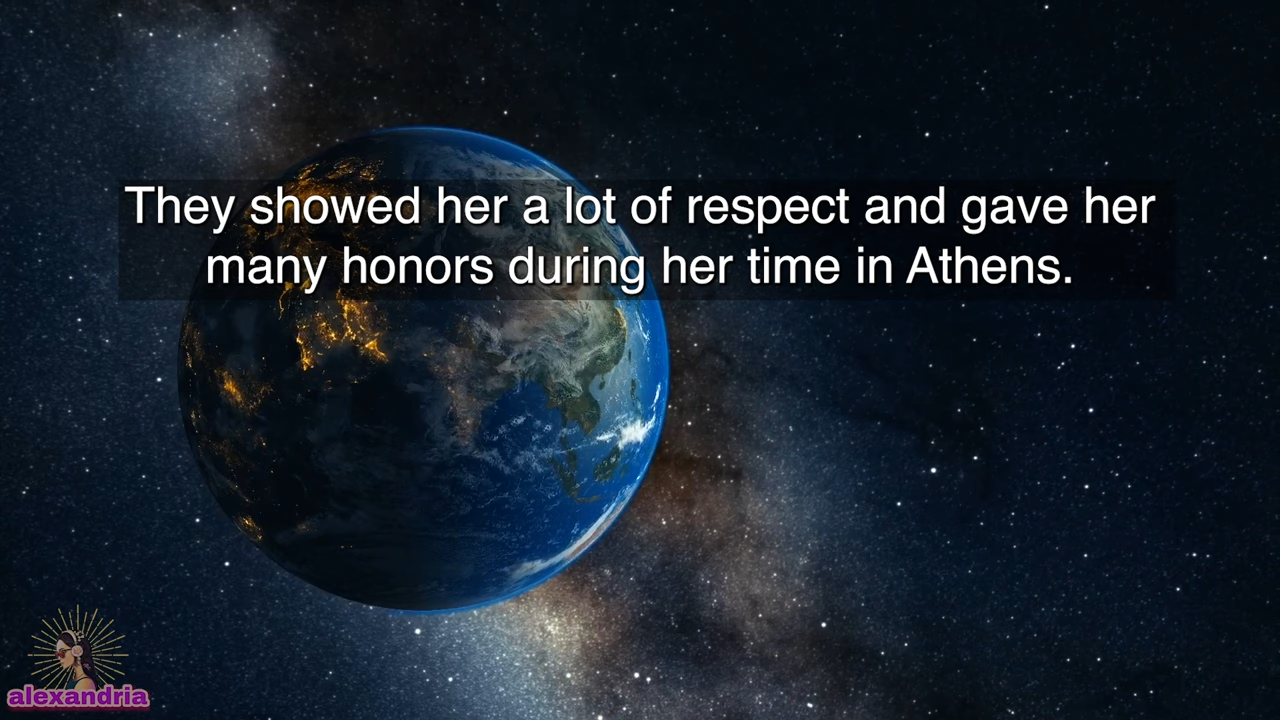 They showed her a lot of respect and gave her
many honors during her time in Athens.
alexandria